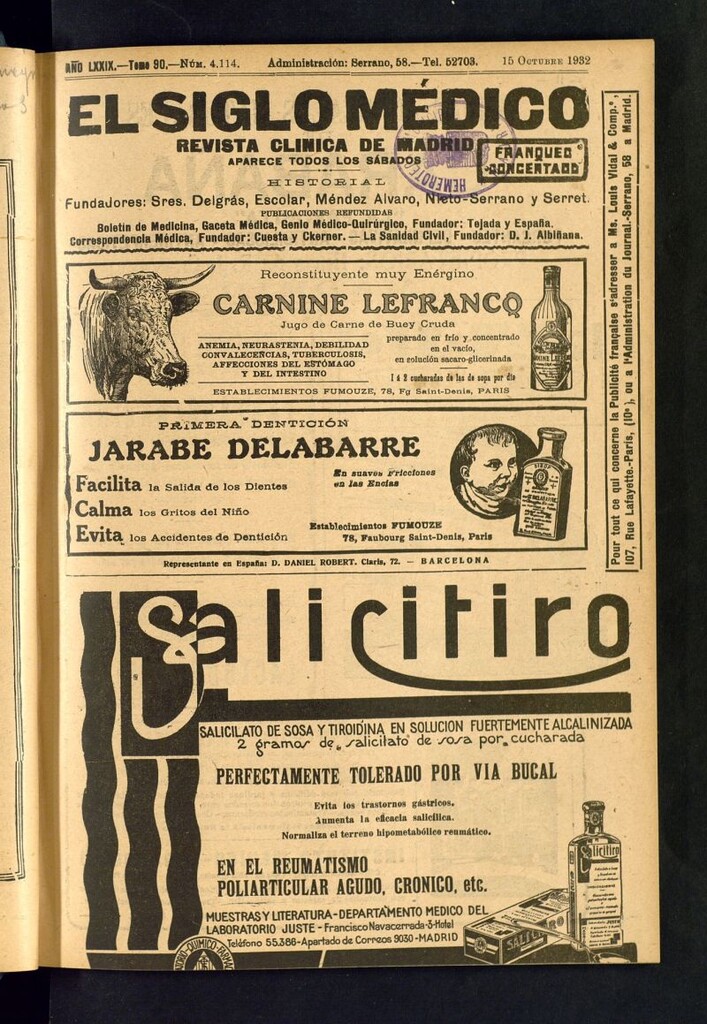 AÑO LXXIX.—Tomo 90.—NÚM. 4.114. Administración: Serrano, 58.—Tel. 52703. 15 OCTUBRE 1932
EL SIGLO MÉDICO
REVISTA CLINICA DE MADRID
APARECE TODOS LOS SÁBADOS
FRANQUEO
CONCERTADO
HEMEROTECA
HISTORIAL
Fundadores: Sres. Delgrás, Escolar, Méndez Alvaro, Nieto-Serrano y Serret.
PUBLICACIONES REFUNDIDAS
Boletín de Medicina, Gaceta Médica, Genio Médico-Quirúrgico, Fundador: Tejada y España.
Correspondencia Médica, Fundador: Cuesta y Ckerner. — La Sanidad Civil, Fundador: D. J. Albiñana.
Pour tout ce qui concerne la Publicité française s'adresser a Ms. Louis Vidal & Comp.ª,
107, Rue Lafayette.-Paris, (10º), ou a l'Administration du Journal.-Serrano, 58 a Madrid.
Reconstituyente muy Enérgino
CARNINE LEFRANCQ
Jugo de Carne de Buey Cruda
ANEMIA, NEURASTENIA, DEBILIDAD
CONVALECENCIAS, TUBERCULOSIS,
AFFECCIONES DEL ESTÓMAGO
Y DEL INTESTINO
preparado en frío y concentrado
en el vacío,
en solución sacaro-glicerinada
1 á 2 cucharadas de las de sopa por día
ESTABLECIMIENTOS FUMOUZE, 78, Fg Saint-Denis, PARIS
PRIMERA DENTICIÓN
JARABE DELABARRE
Facilita la Salida de los Dientes
Calma los Gritos del Niño
Evita los Accidentes de Dentición
En suaves Fricciones
en las Encías
Establecimientos FUMOUZE
78, Faubourg Saint-Denis, Paris
SIROP
Representante en España: D. DANIEL ROBERT. Claris, 72. — BARCELONA
Salicitiro
SALICILATO DE SOSA Y TIROIDINA EN SOLUCION FUERTEMENTE ALCALINIZADA
2 gramos de salicilato de sosa por cucharada
PERFECTAMENTE TOLERADO POR VIA BUCAL
Evita los trastornos gástricos.
Aumenta la eficacia salicílica.
Normaliza el terreno hipometabólico reumático.
EN EL REUMATISMO
POLIARTICULAR AGUDO, CRONICO, etc.
MUESTRAS Y LITERATURA-DEPARTAMENTO MEDICO DEL
LABORATORIO JUSTE-Francisco Navacerrada-3-Hotel
Teléfono 55.386-Apartado de Correos 9030-MADRID
Salicitiro